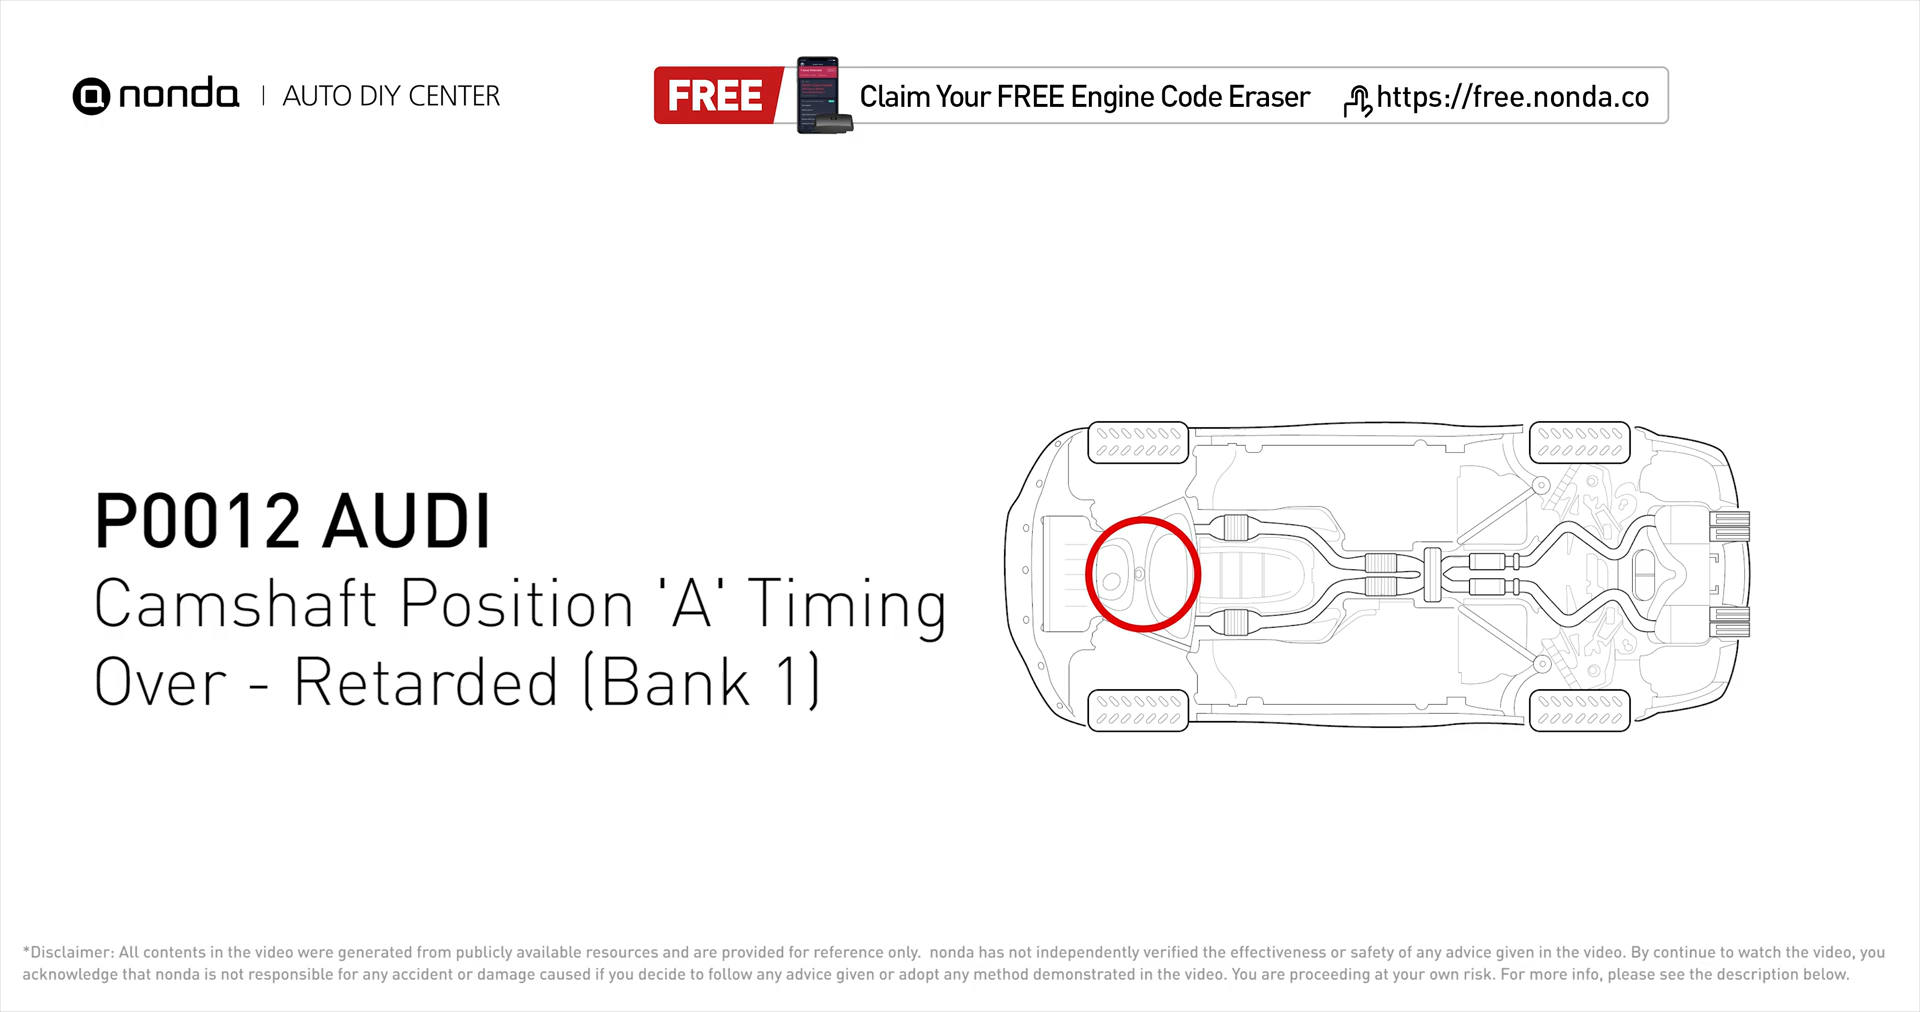 nonda | AUTO DIY CENTER
FREE Claim Your FREE Engine Code Eraser https://free.nonda.co
P0012 AUDI
Camshaft Position 'A' Timing
Over - Retarded (Bank 1)
*Disclaimer: All contents in the video were generated from publicly available resources and are provided for reference only. nonda has not independently verified the effectiveness or safety of any advice given in the video. By continue to watch the video, you
acknowledge that nonda is not responsible for any accident or damage caused if you decide to follow any advice given or adopt any method demonstrated in the video. You are proceeding at your own risk. For more info, please see the description below.